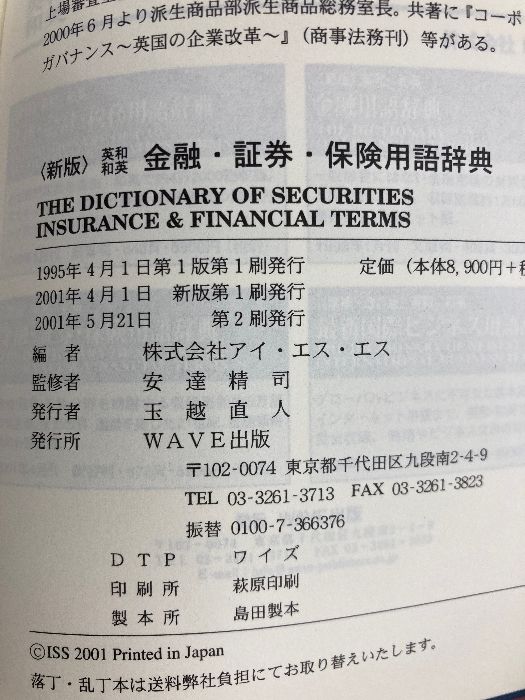 上場審査
2000年6月より派生商品部派生商品総務室長。共著に『コーポ
ガバナンス〜英国の企業改革〜』(商事法務刊)等がある。
〈新版〉 英和 和英 金融・証券・保険用語辞典
THE DICTIONARY OF SECURITIES
INSURANCE & FINANCIAL TERMS
1995年4月1日第1版第1刷発行 定価(本体8,900円+税
2001年4月1日 新版第1刷発行
2001年5月21日 第2刷発行
編者 株式会社アイ・エス・エス
監修者 安達精司
発行者 玉越直人
発行所 WAVE出版
〒102-0074 東京都千代田区九段南2-4-9
TEL 03-3261-3713 FAX 03-3261-3823
振替 0100-7-366376
DTP ワイズ
印刷所 萩原印刷
製本所 島田製本
©ISS 2001 Printed in Japan
落丁・乱丁本は送料弊社負担にてお取り替えいたします。